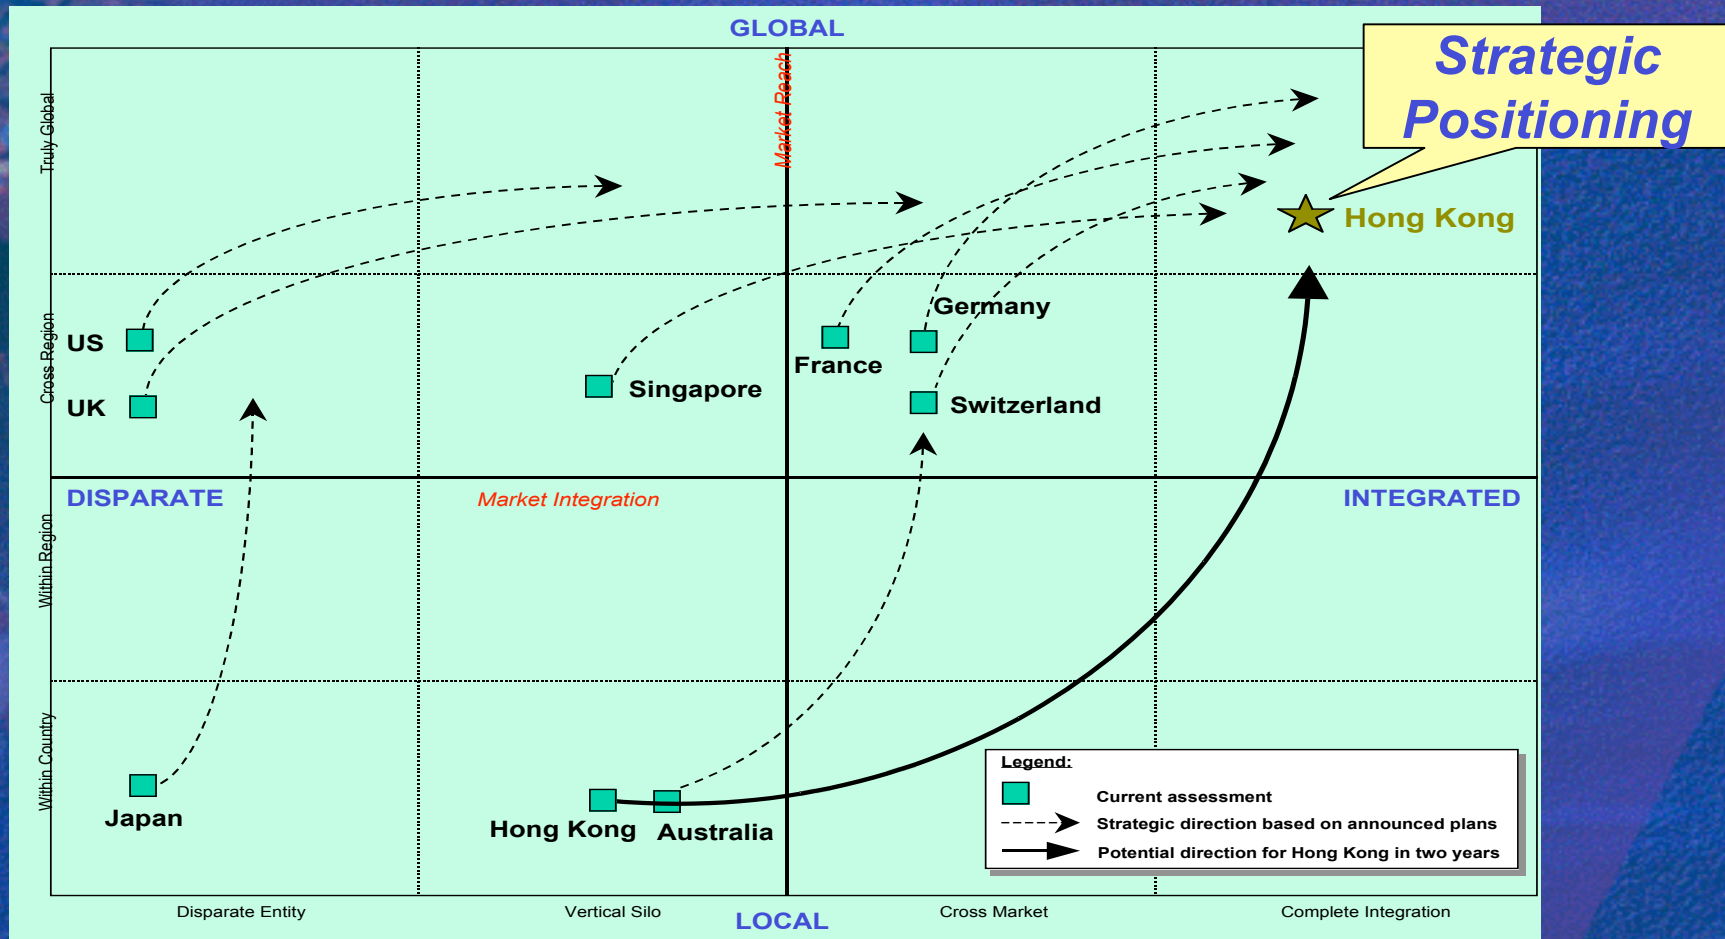 GLOBAL
Strategic
Positioning
Market Reach
Truly Global
Hong Kong
Cross Region
Germany
US
France
Singapore
UK
Switzerland
DISPARATE
Market Integration
INTEGRATED
Within Region
Within Country
Japan
Hong Kong
Australia
Legend:
Current assessment
Strategic direction based on announced plans
Potential direction for Hong Kong in two years
Disparate Entity
Vertical Silo
LOCAL
Cross Market
Complete Integration